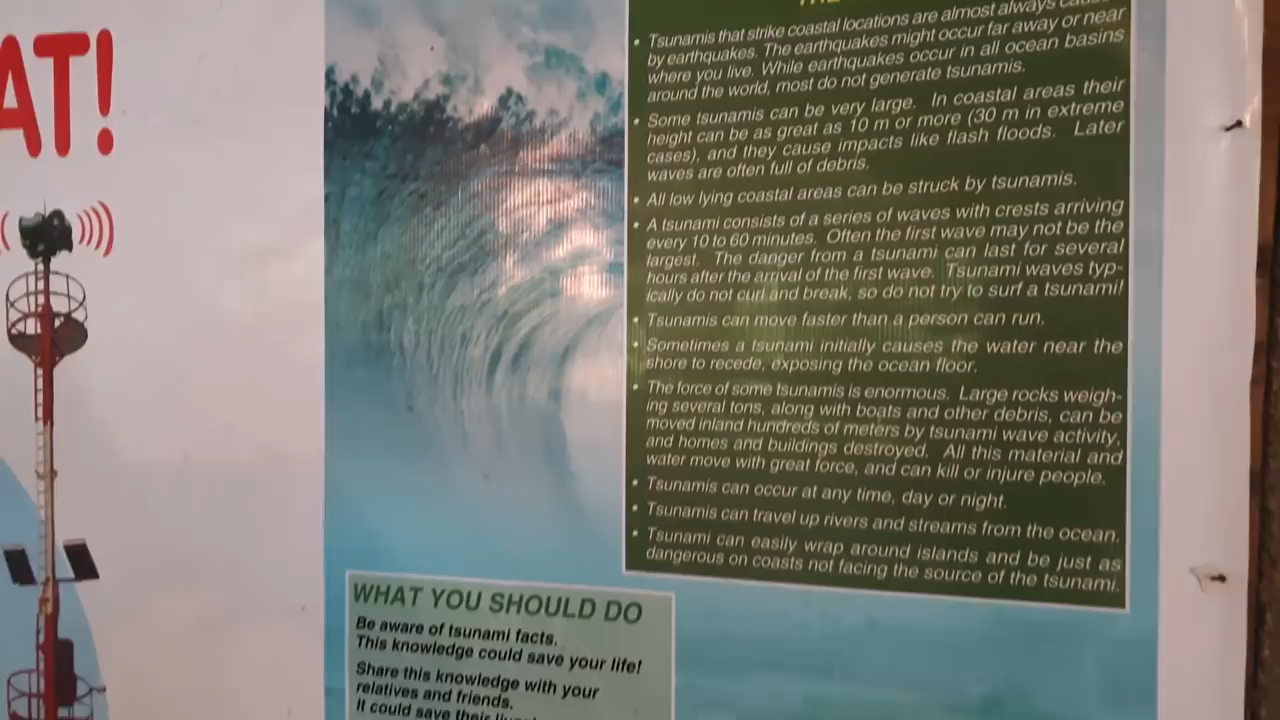 AT!
Tsunamis that strike coastal locations are almost always
by earthquakes. The earthquakes might occur far away or near
where you live. While earthquakes occur in all ocean basins
around the world, most do not generate tsunamis.
Some tsunamis can be very large. In coastal areas their
height can be as great as 10 m or more (30 m in extreme
cases), and they cause impacts like flash floods. Later
waves are often full of debris.
All low lying coastal areas can be struck by tsunamis.
A tsunami consists of a series of waves with crests arriving
every 10 to 60 minutes. Often the first wave may not be the
largest. The danger from a tsunami can last for several
hours after the arrival of the first wave. Tsunami waves typ-
ically do not curl and break, so do not try to surf a tsunami!
Tsunamis can move faster than a person can run.
Sometimes a tsunami initially causes the water near the
shore to recede, exposing the ocean floor.
The force of some tsunamis is enormous. Large rocks weigh-
ing several tons, along with boats and other debris, can be
moved inland hundreds of meters by tsunami wave activity,
and homes and buildings destroyed. All this material and
water move with great force, and can kill or injure people.
Tsunamis can occur at any time, day or night.
Tsunamis can travel up rivers and streams from the ocean.
Tsunami can easily wrap around islands and be just as
dangerous on coasts not facing the source of the tsunami.
WHAT YOU SHOULD DO
Be aware of tsunami facts.
This knowledge could save your life!
Share this knowledge with your
relatives and friends.
It could save their